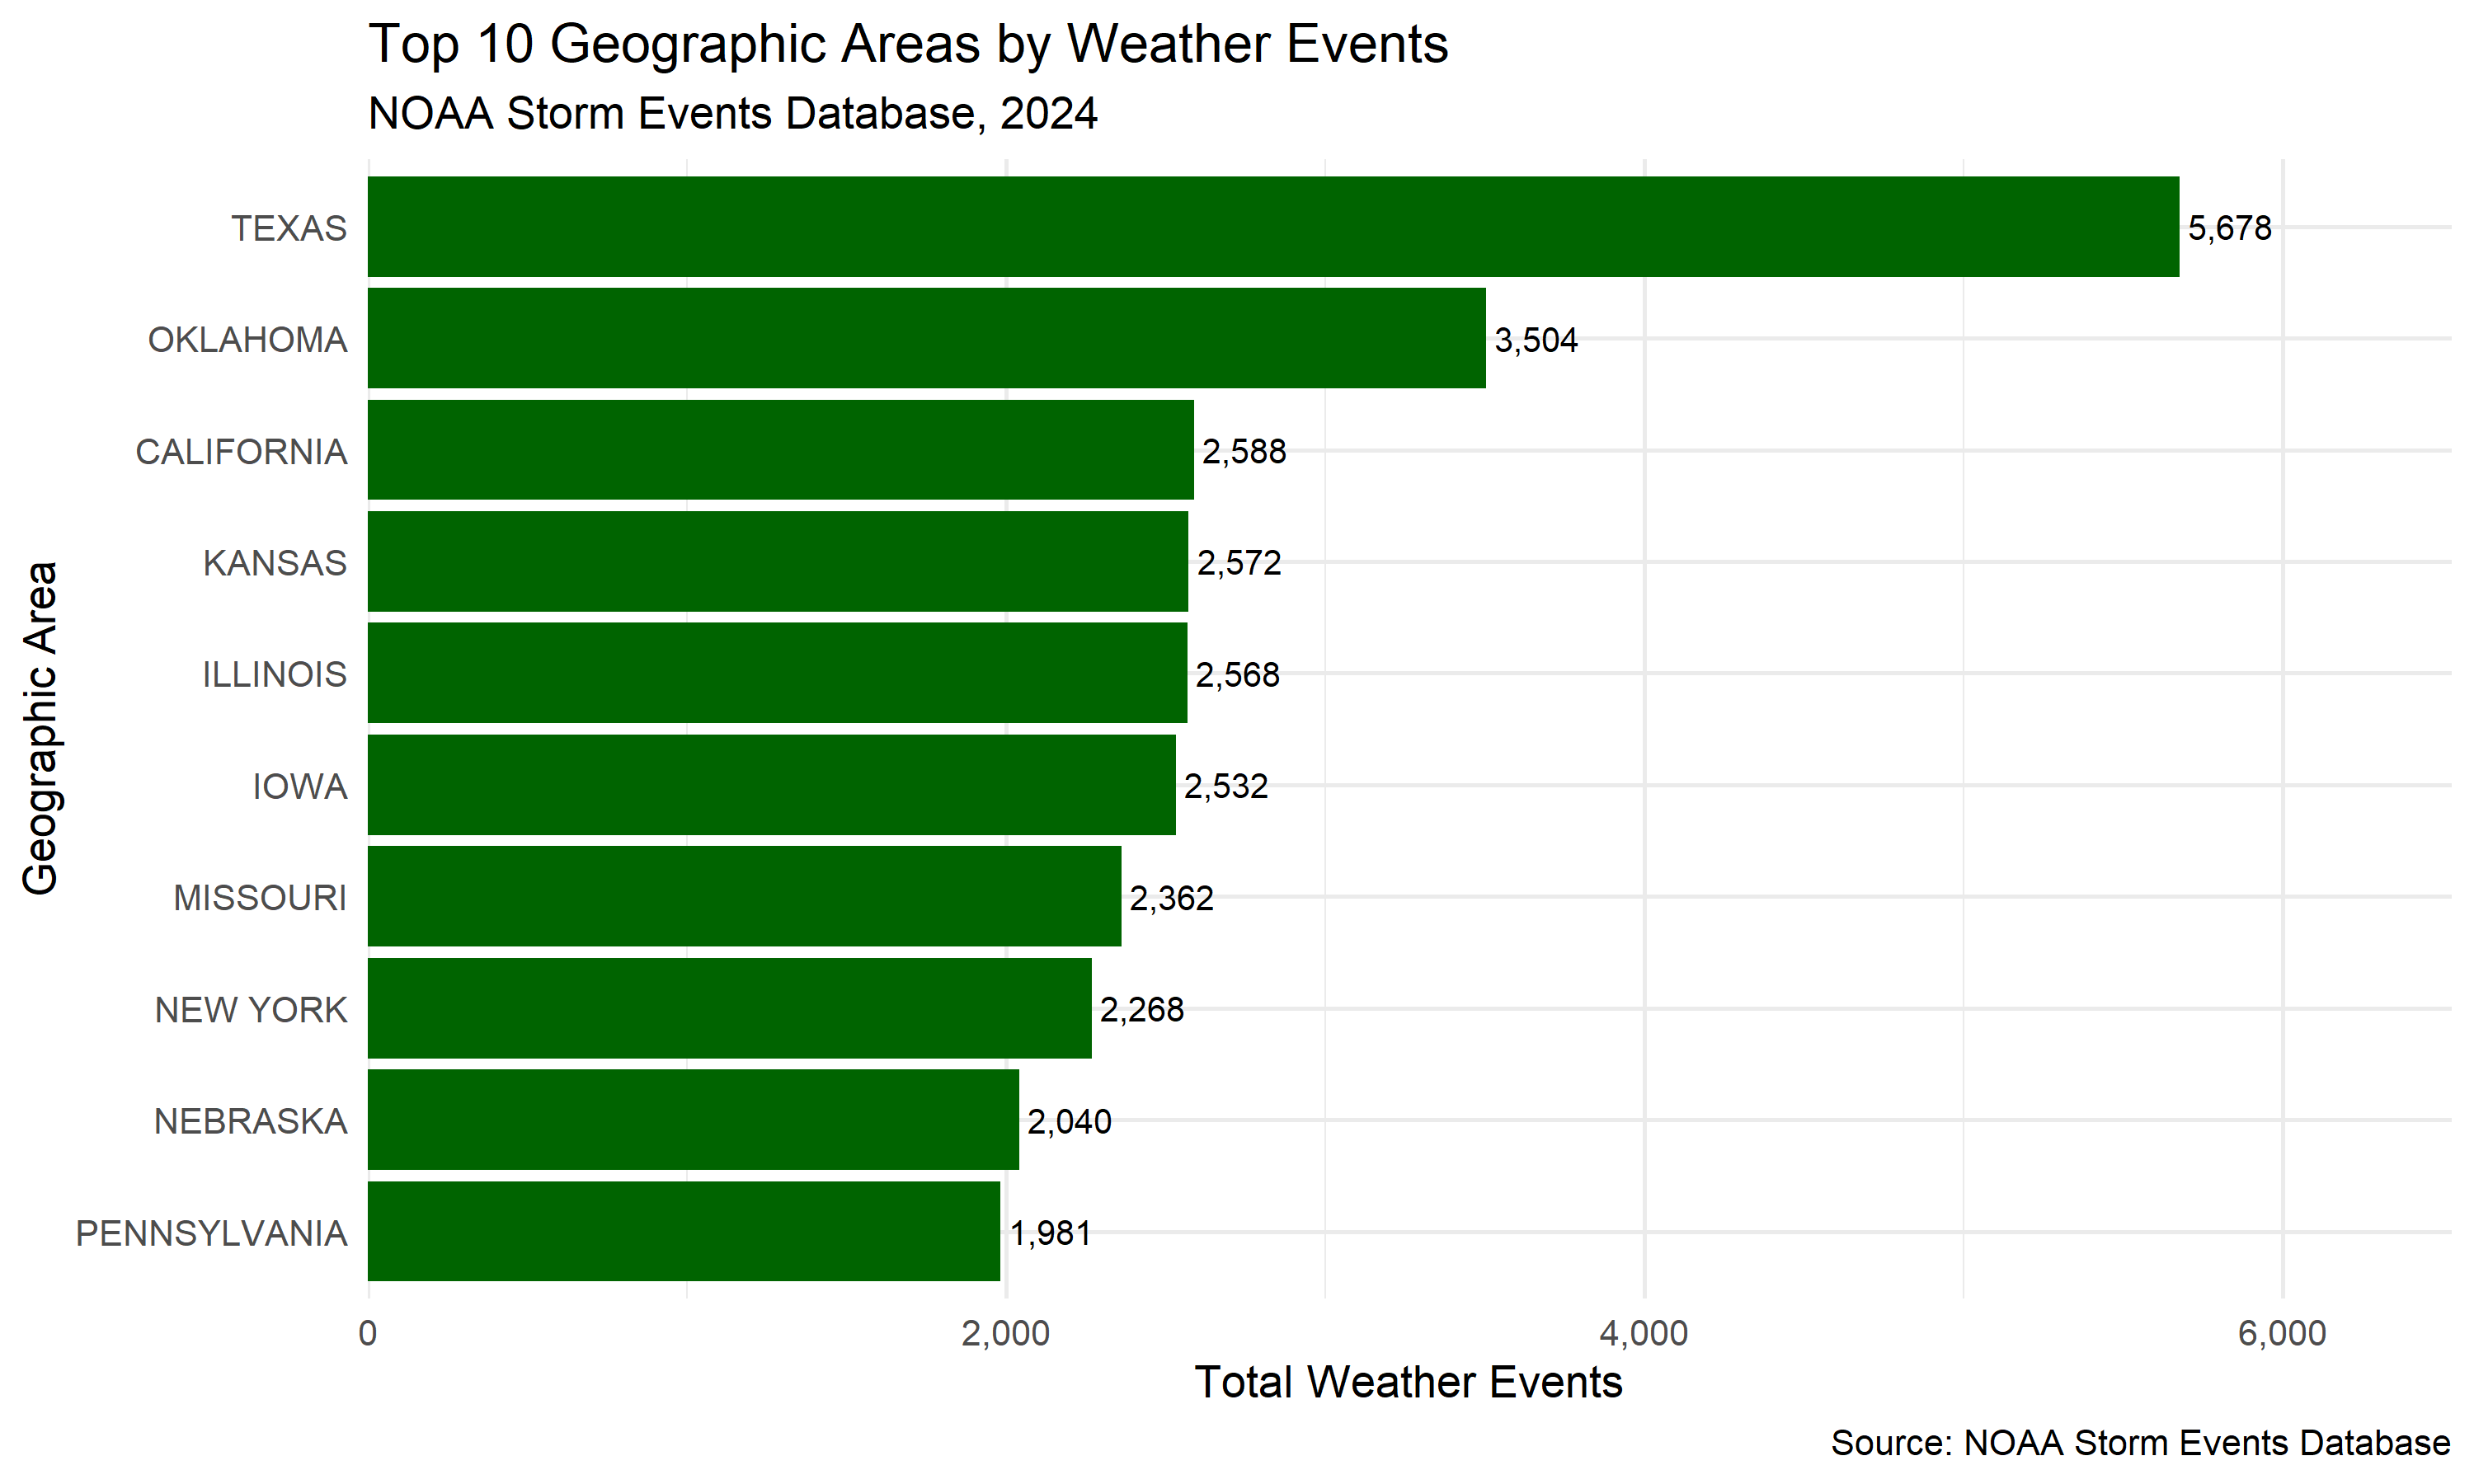 Top 10 Geographic Areas by Weather Events
NOAA Storm Events Database, 2024
Geographic Area
TEXAS 5,678
OKLAHOMA 3,504
CALIFORNIA 2,588
KANSAS 2,572
ILLINOIS 2,568
IOWA 2,532
MISSOURI 2,362
NEW YORK 2,268
NEBRASKA 2,040
PENNSYLVANIA 1,981
0 2,000 4,000 6,000
Total Weather Events
Source: NOAA Storm Events Database